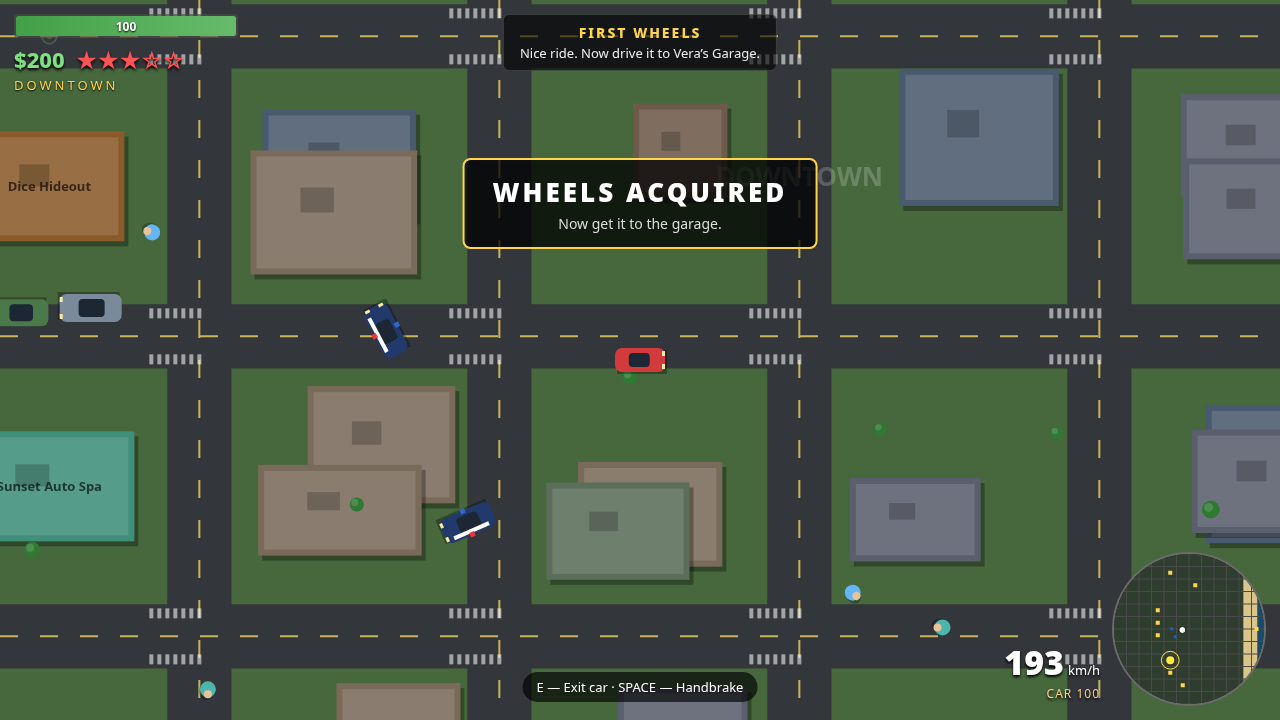 100
$200
DOWNTOWN
FIRST WHEELS
Nice ride. Now drive it to Vera's Garage.
Dice Hideout
DOWNTOWN
WHEELS ACQUIRED
Now get it to the garage.
Sunset Auto Spa
E — Exit car · SPACE — Handbrake
193 km/h
CAR 100